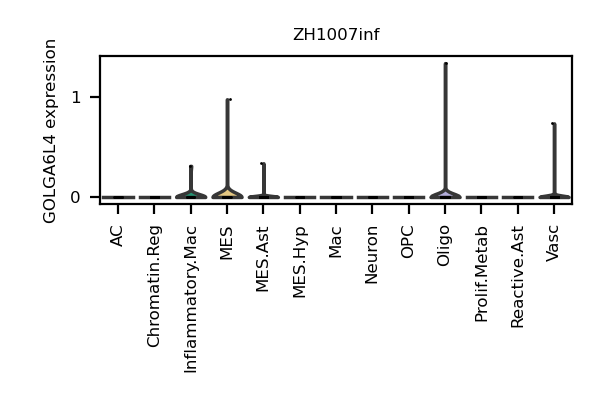 ZH1007inf
GOLGA6L4 expression
1
0
AC
Chromatin.Reg
Inflammatory.Mac
MES
MES.Ast
MES.Hyp
Mac
Neuron
OPC
Oligo
Prolif.Metab
Reactive.Ast
Vasc